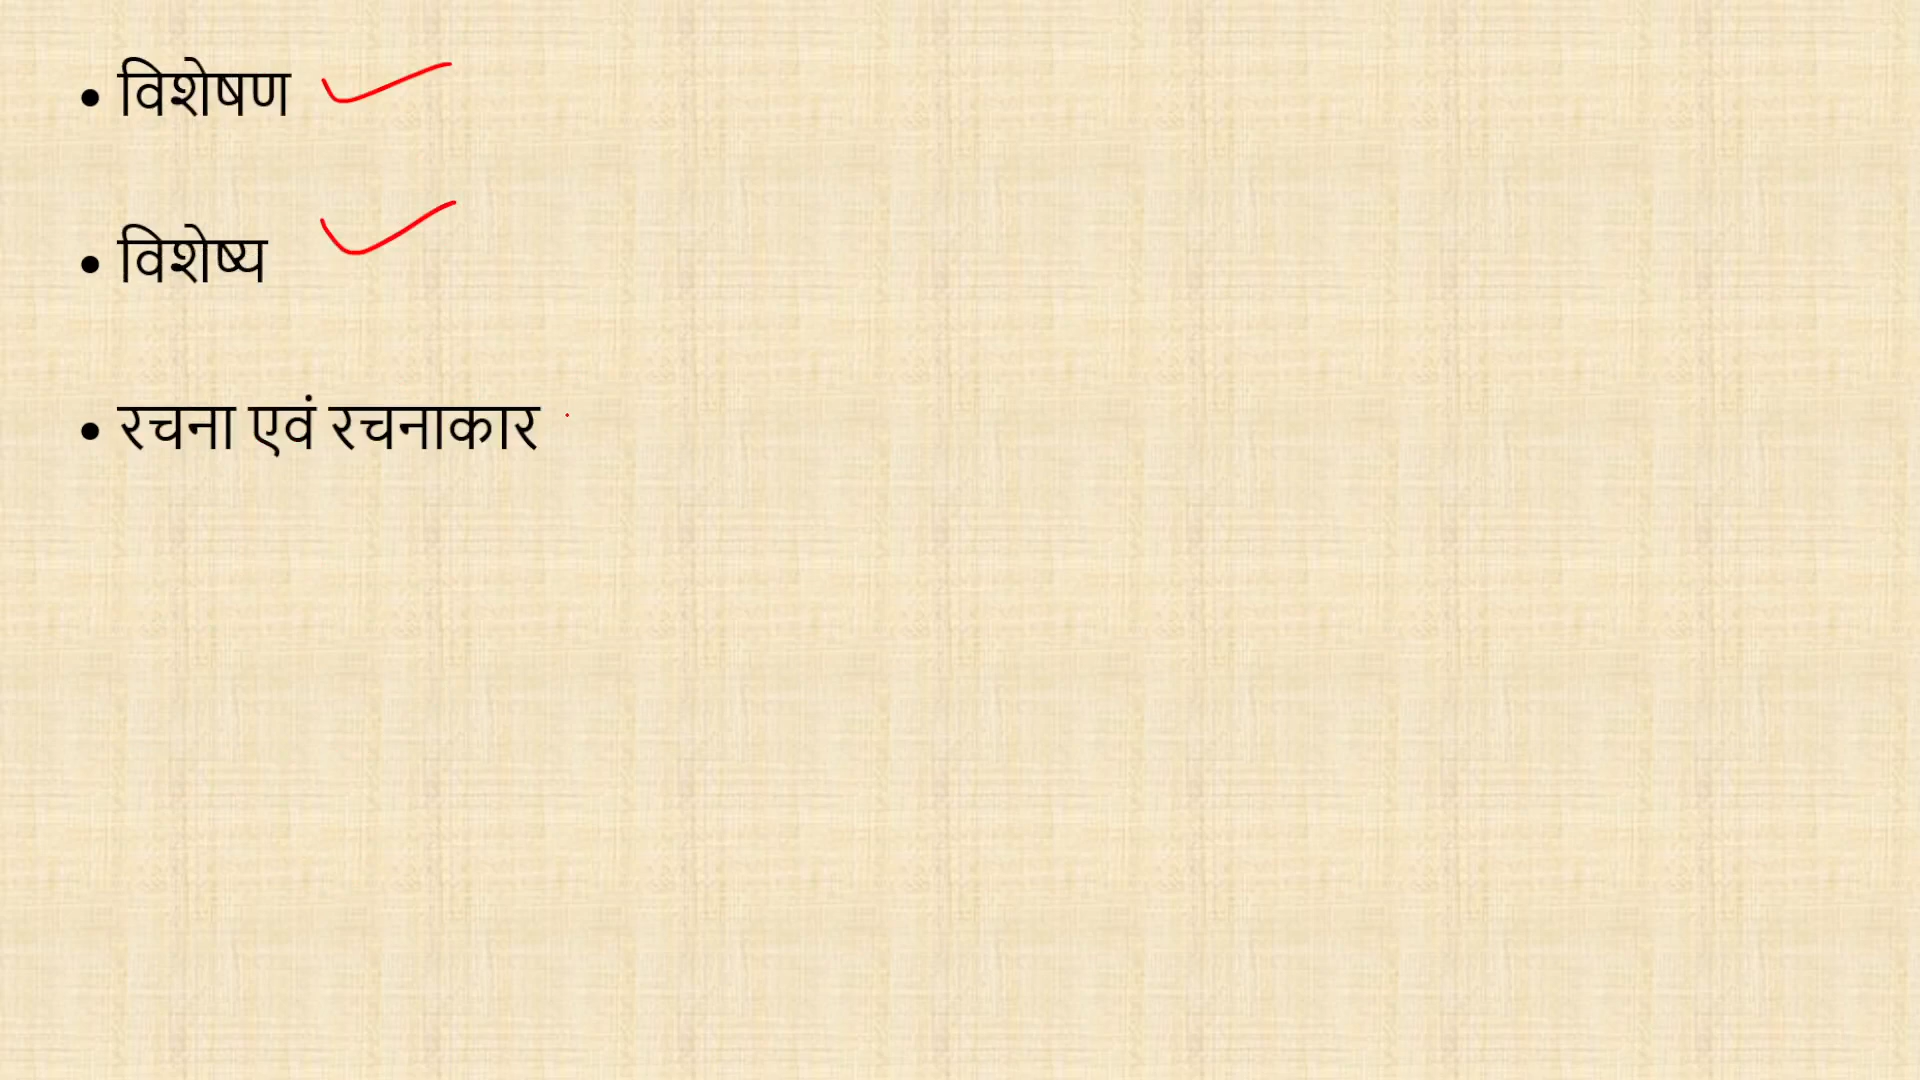 • विशेषण
• विशेष्य
• रचना एवं रचनाकार